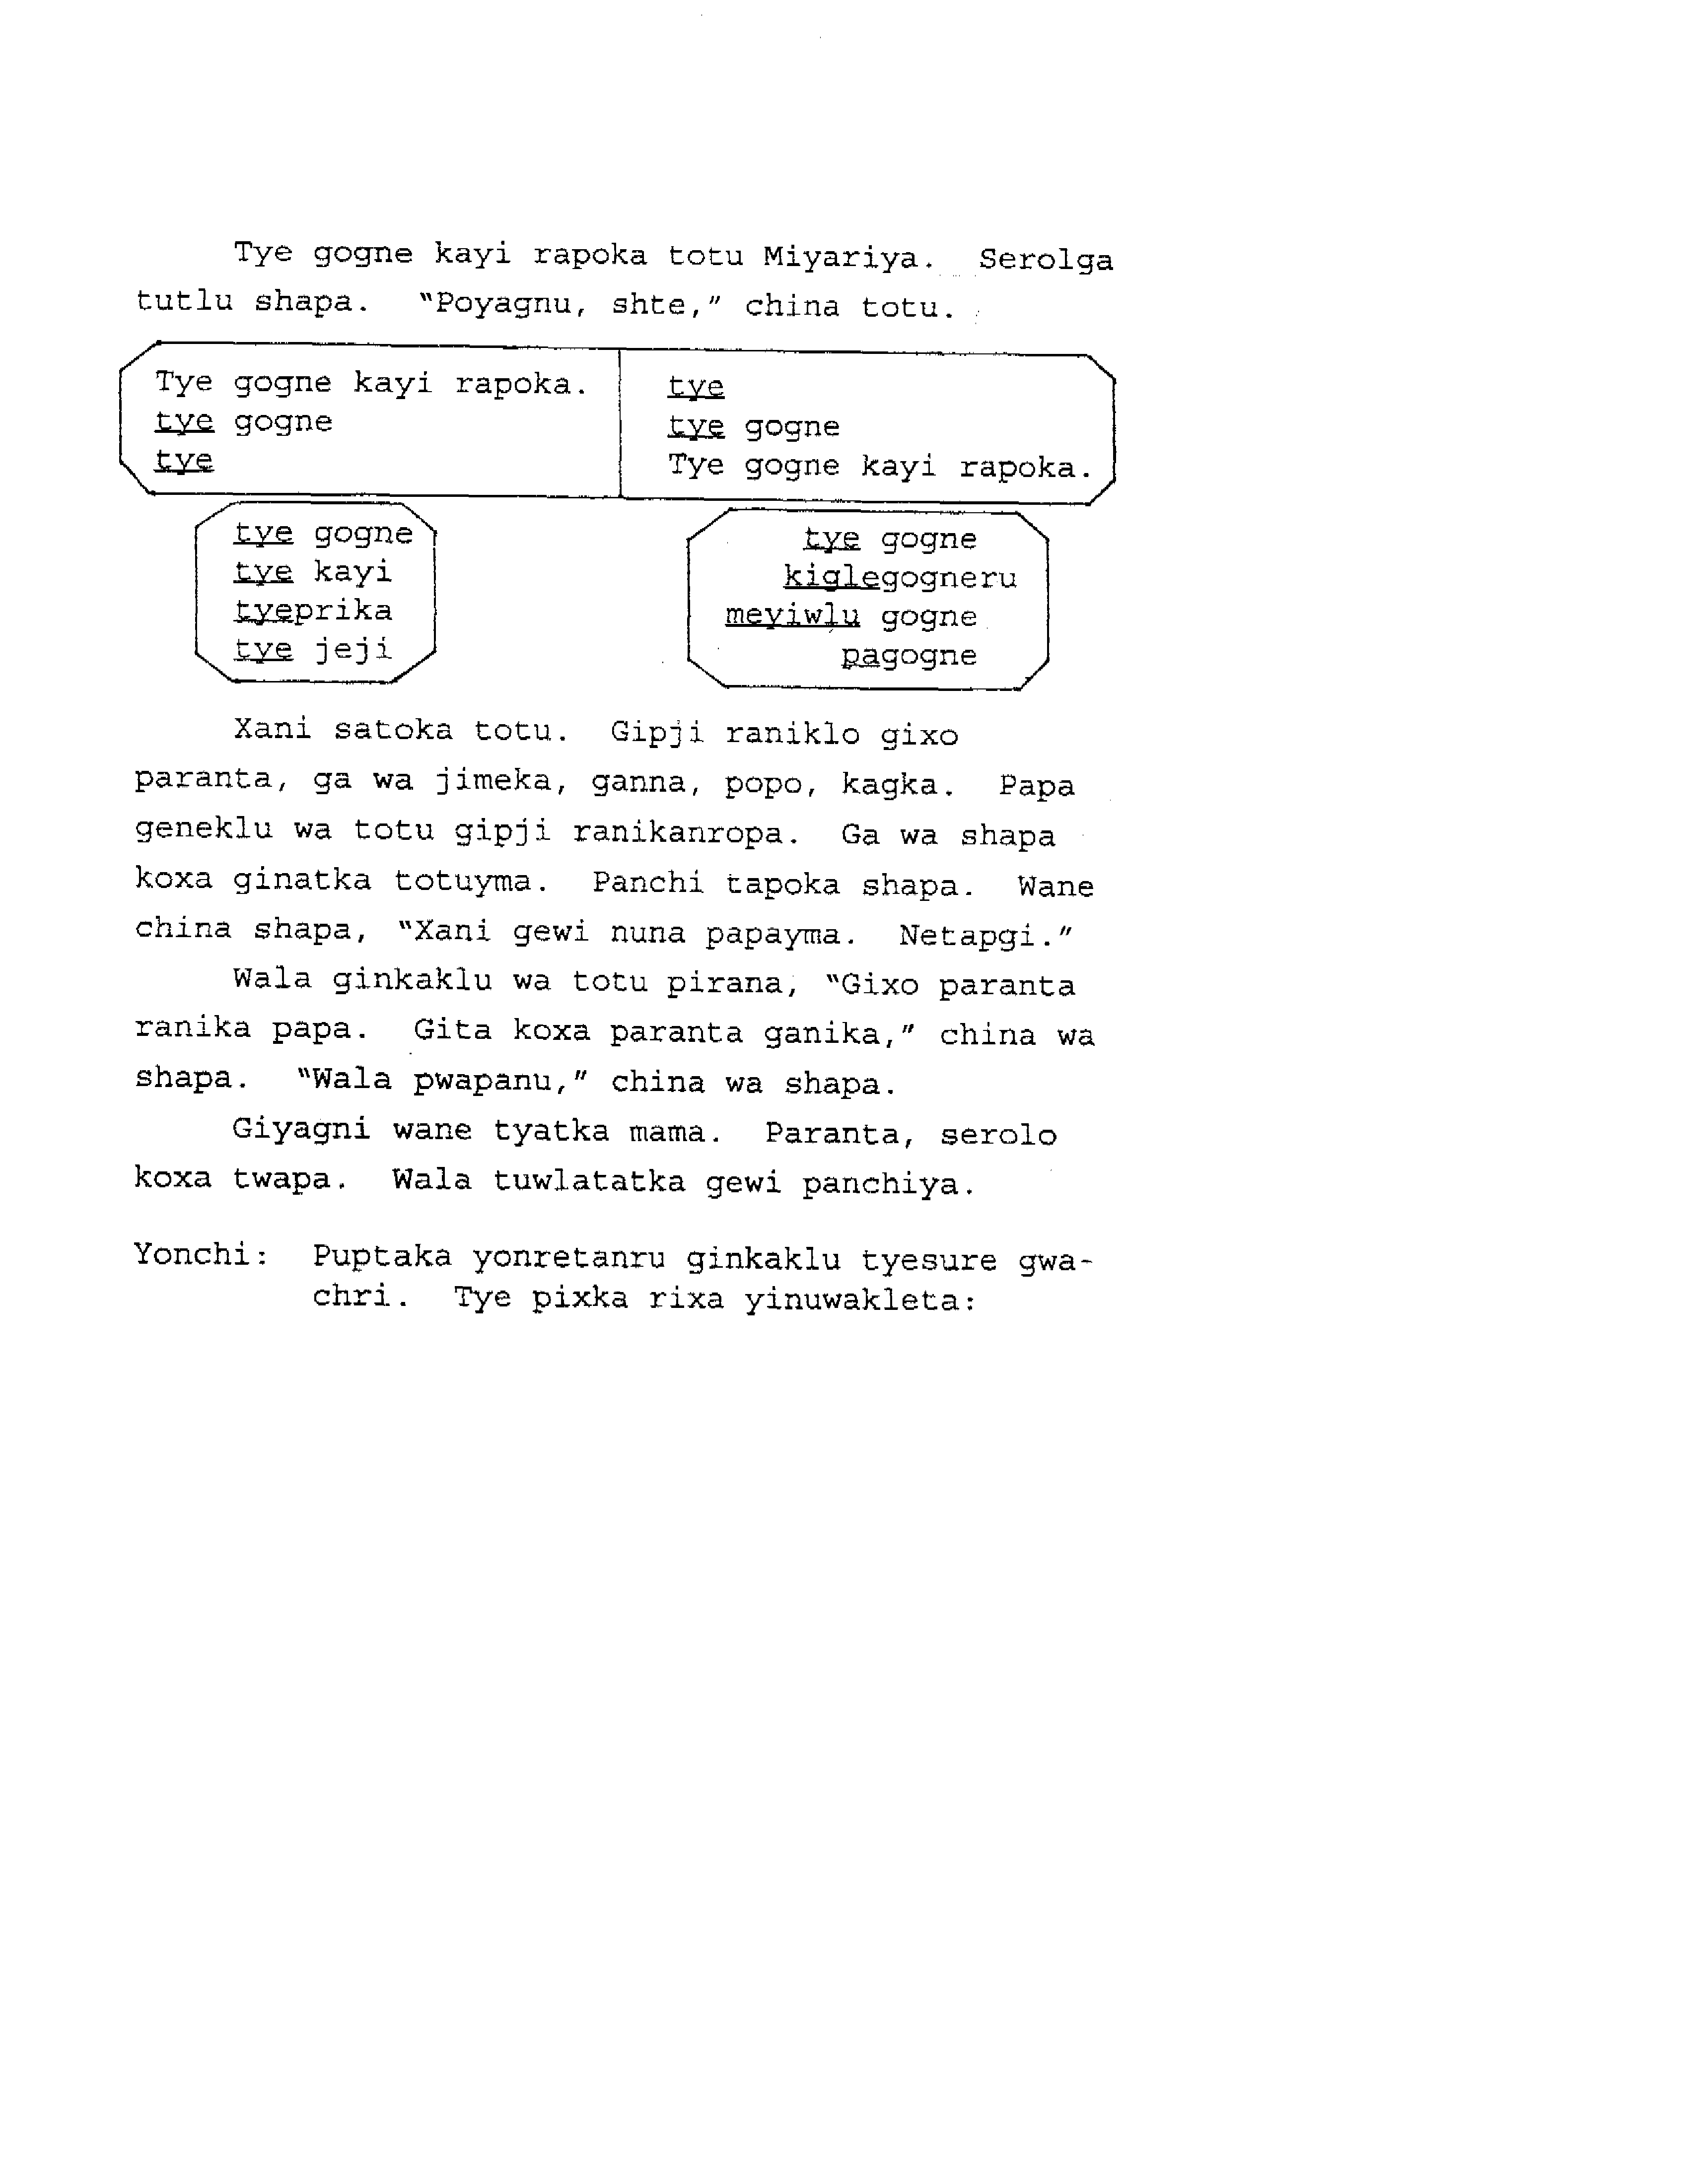 Tye gogne kayi rapoka totu Miyariya. Serolga
tutlu shapa. "Poyagnu, shte," china totu.
Tye gogne kayi rapoka.
tye gogne
tye
tye
tye gogne
Tye gogne kayi rapoka.
tye gogne
tye kayi
tyeprika
tye jeji
tye gogne
kiglegogneru
meyiwlu gogne
pagogne
Xani satoka totu. Gipji raniklo gixo
paranta, ga wa jimeka, ganna, popo, kagka. Papa
geneklu wa totu gipji ranikanropa. Ga wa shapa
koxa ginatka totuyma. Panchi tapoka shapa. Wane
china shapa, "Xani gewi nuna papayma. Netapgi."
Wala ginkaklu wa totu pirana, "Gixo paranta
ranika papa. Gita koxa paranta ganika," china wa
shapa. "Wala pwapanu," china wa shapa.
Giyagni wane tyatka mama. Paranta, serolo
koxa twapa. Wala tuwlatatka gewi panchiya.
Yonchi: Puptaka yonretanru ginkaklu tyesure gwa-
chri. Tye pixka rixa yinuwakleta: